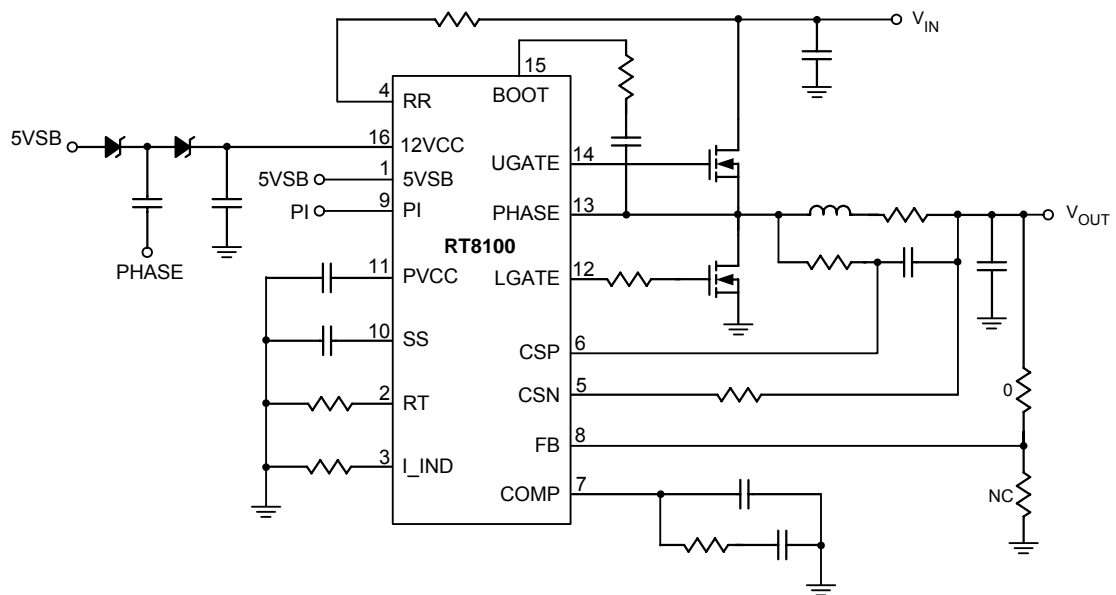 V_IN
15
BOOT
4
RR
5VSB
16
12VCC
14
UGATE
5VSB
1
5VSB
PI
9
PI
13
PHASE
V_OUT
RT8100
PHASE
11
PVCC
12
LGATE
10
SS
6
CSP
2
RT
5
CSN
0
8
FB
3
I_IND
7
COMP
NC